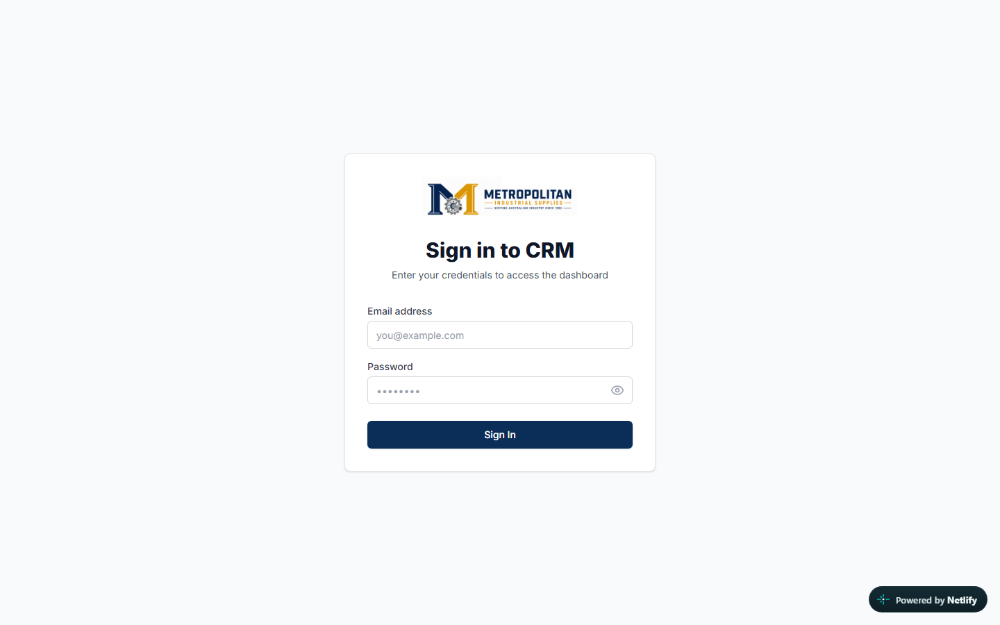 METROPOLITAN
INDUSTRIAL SUPPLIES
SERVING AUSTRALIAN INDUSTRY SINCE 1983
Sign in to CRM
Enter your credentials to access the dashboard
Email address
you@example.com
Password
••••••••
Sign In
Powered by Netlify